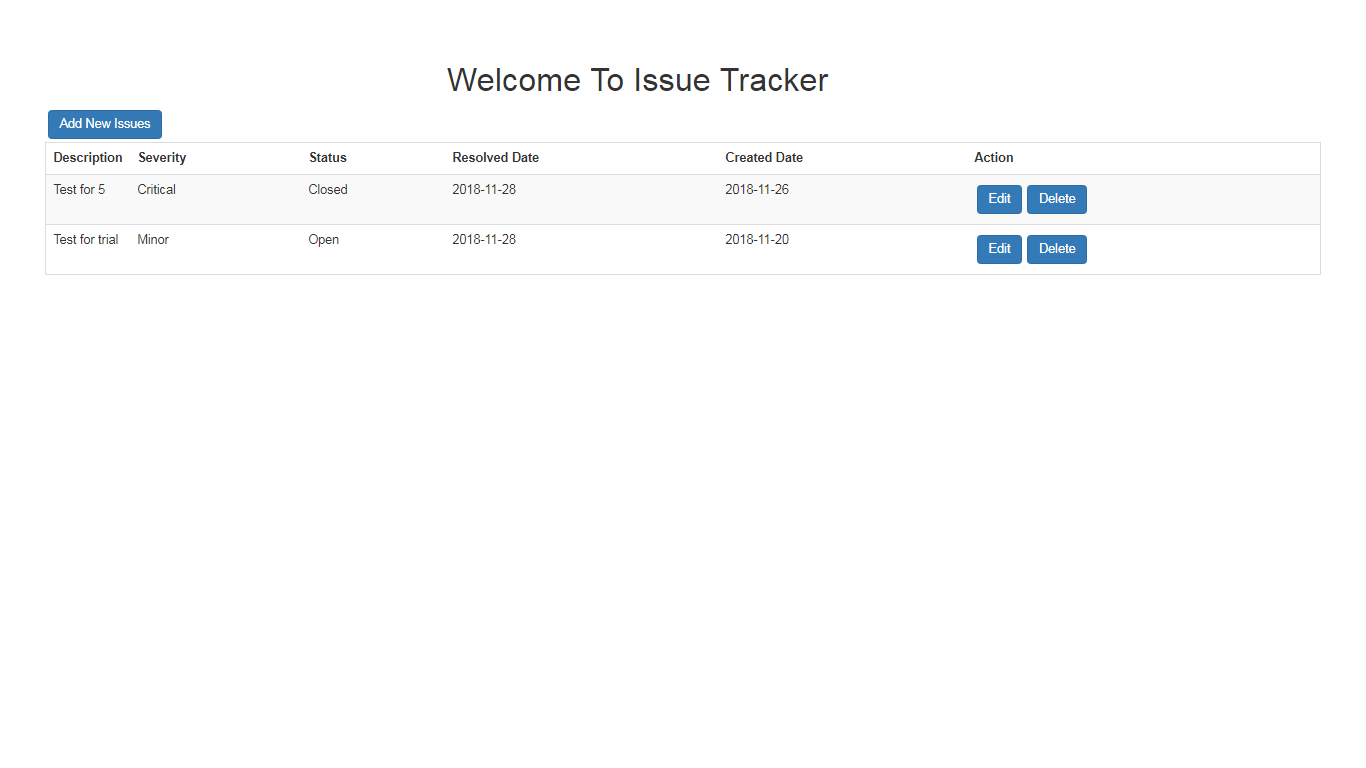 Welcome To Issue Tracker
Add New Issues
Description Severity Status Resolved Date Created Date Action
Test for 5 Critical Closed 2018-11-28 2018-11-26 Edit Delete
Test for trial Minor Open 2018-11-28 2018-11-20 Edit Delete